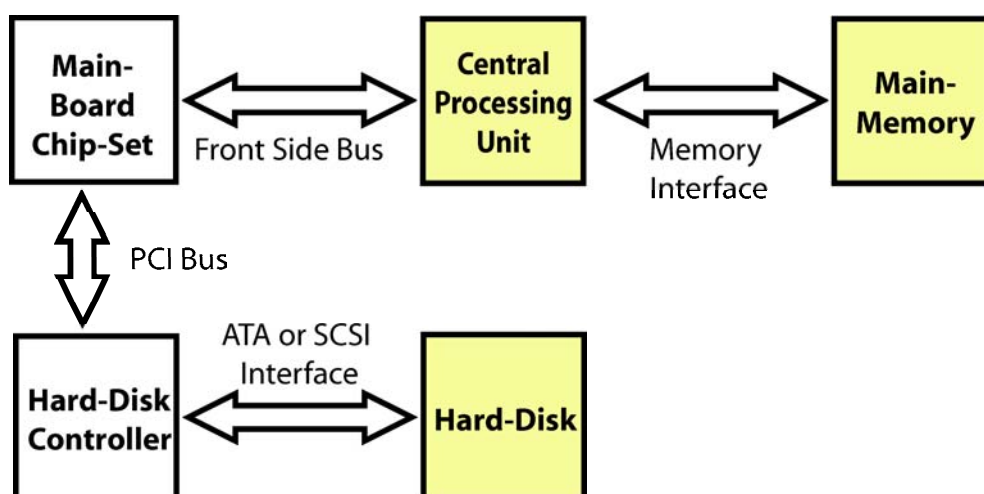 Main-
Board
Chip-Set
Front Side Bus
Central
Processing
Unit
Memory
Interface
Main-
Memory
PCI Bus
Hard-Disk
Controller
ATA or SCSI
Interface
Hard-Disk